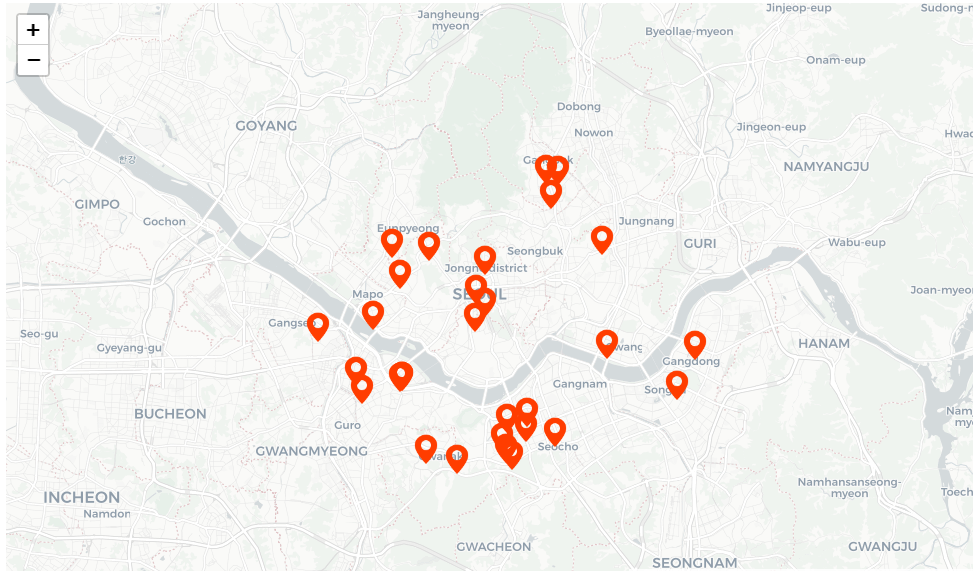 +
−
Jangheung-
myeon
Jinjeop-eup
Sudong-
Byeollae-myeon
Onam-eup
Dobong
GOYANG
Nowon
Jingeon-eup
한강
NAMYANGJU
GIMPO
Gochon
Jungnang
Eunpyeong
GURI
Wabu-eup
Seongbuk
Jongno district
Joan-myeon
Mapo
SEOUL
Gangseo
Seo-gu
Gyeyang-gu
HANAM
Gangdong
Gangnam
BUCHEON
Guro
Seocho
GWANGMYEONG
Namhansanseong-
myeon
INCHEON
Namdon
GWACHEON
GWANGJU
SEONGNAM